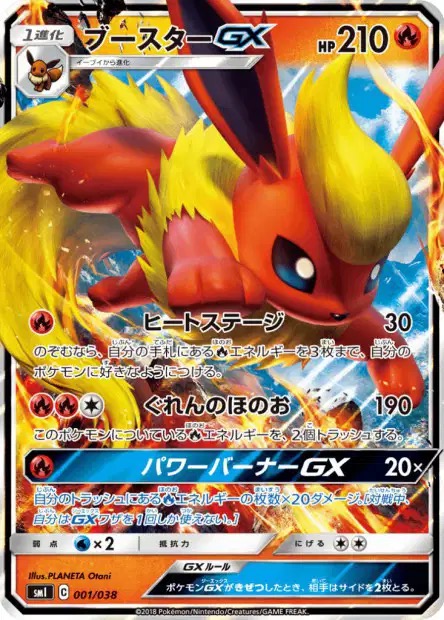 1進化 ブースターGX HP210
イーブイから進化
ヒートステージ 30
のぞむなら、自分の手札にある エネルギーを3枚まで、自分の
ポケモンに好きなようにつける。
ぐれんのほのお 190
このポケモンについている エネルギーを、2個トラッシュする。
パワーバーナーGX 20×
自分のトラッシュにある エネルギーの枚数×20ダメージ。[対戦中、
自分はGXワザを1回しか使えない。]
弱点 ×2 抵抗力 にげる
Illus.PLANETA Otani
GXルール
SMI C 001/038
ポケモンGXがきぜつしたとき、相手はサイドを2枚とる。
©2018 Pokémon/Nintendo/Creatures/GAME FREAK.